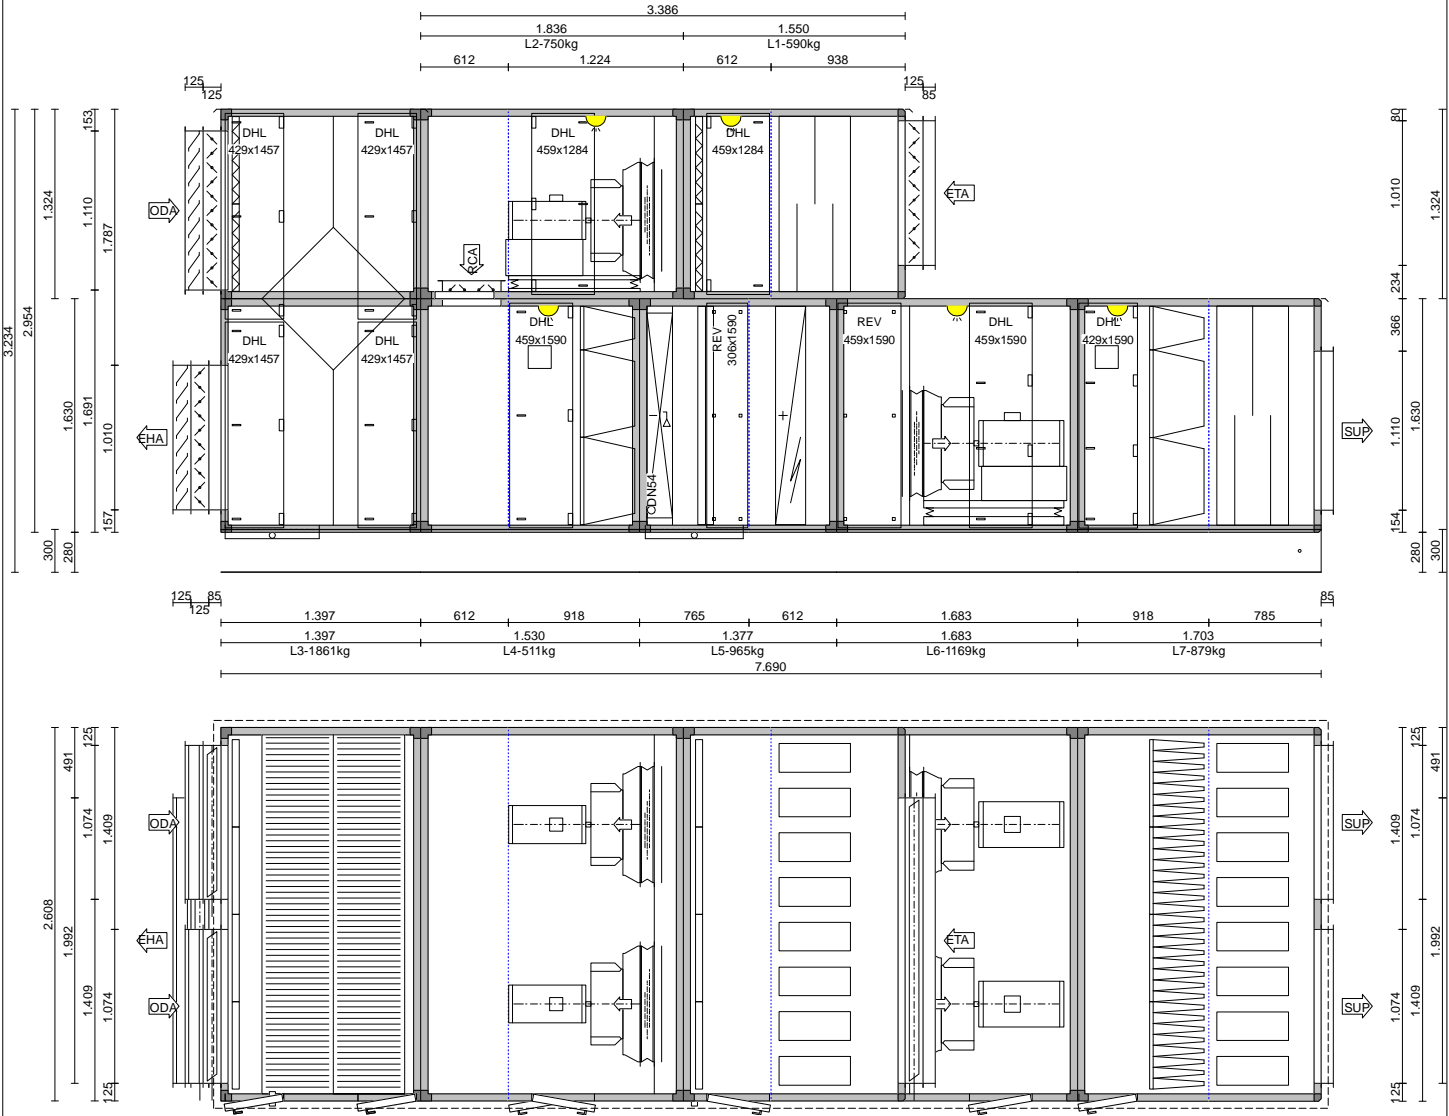 3.386
1.836 1.550
L2-750kg L1-590kg
612 1.224 612 938
125 125
125 85
DHL DHL DHL DHL
429x1457 429x1457 459x1284 459x1284
ODA
ETA
RCA
153
1.110
1.787
1.324
2.954
3.234
80
1.010
234
1.324
DHL DHL DHL REV REV DHL DHL
429x1457 429x1457 459x1590 306x1590 459x1590 459x1590 429x1590
EHA
SUP
DN54
1.630
1.691
1.010
157
300
280
366
1.110
1.630
154
280
300
125 85
125
85
1.397 612 918 765 612 1.683 918 785
1.397 1.530 1.377 1.683 1.703
L3-1861kg L4-511kg L5-965kg L6-1169kg L7-879kg
7.690
125
491
1.074
1.409
2.608
1.992
1.409
1.074
125
ODA
EHA
ODA
ETA
SUP
SUP
125
491
1.409
1.074
1.992
1.074
1.409
125